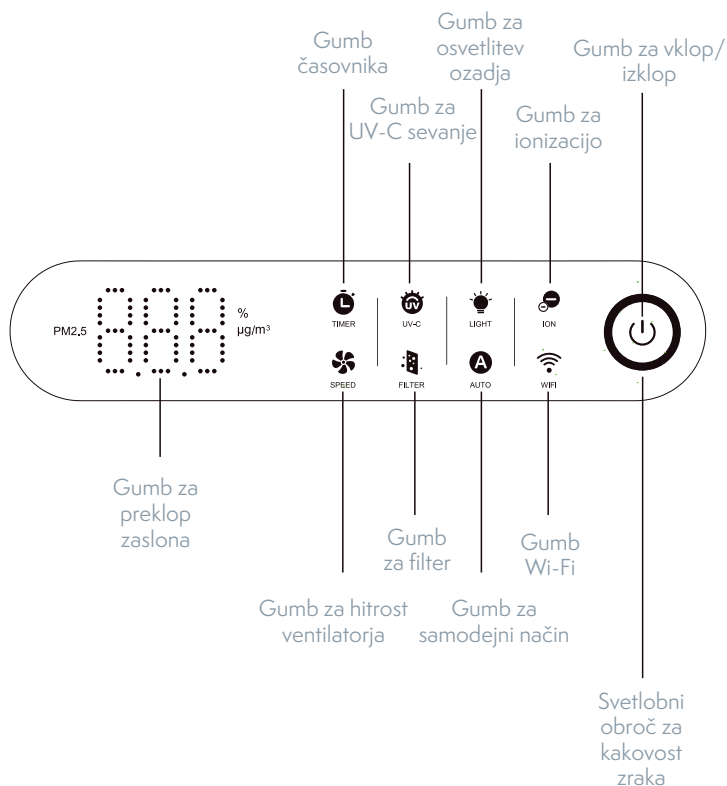 Gumb
časovnika
Gumb za
osvetlitev
ozadja
Gumb za vklop/
izklop
Gumb za
UV-C sevanje
Gumb za
ionizacijo
PM2.5
888
%
µg/m³
TIMER
UV-C
LIGHT
ION
SPEED
FILTER
AUTO
WIFI
Gumb za
preklop
zaslona
Gumb
za filter
Gumb
Wi-Fi
Gumb za hitrost
ventilatorja
Gumb za
samodejni način
Svetlobni
obroč za
kakovost
zraka